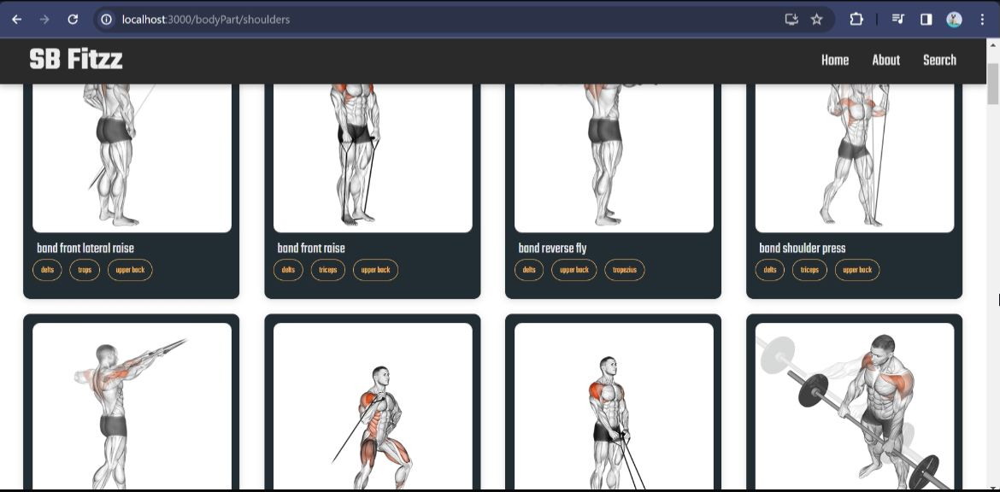 localhost:3000/bodyPart/shoulders
SB Fitzz
Home About Search
band front lateral raise
delts traps upper back
band front raise
delts triceps upper back
band reverse fly
delts upper back trapezius
band shoulder press
delts triceps upper back